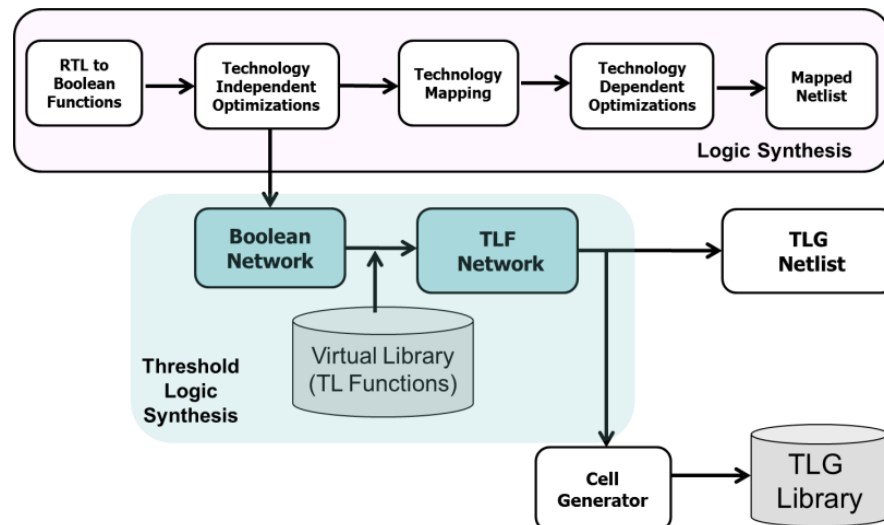 RTL to
Boolean
Functions
Technology
Independent
Optimizations
Technology
Mapping
Technology
Dependent
Optimizations
Mapped
Netlist
Logic Synthesis
Boolean
Network
TLF
Network
TLG
Netlist
Virtual Library
(TL Functions)
Threshold
Logic
Synthesis
Cell
Generator
TLG
Library